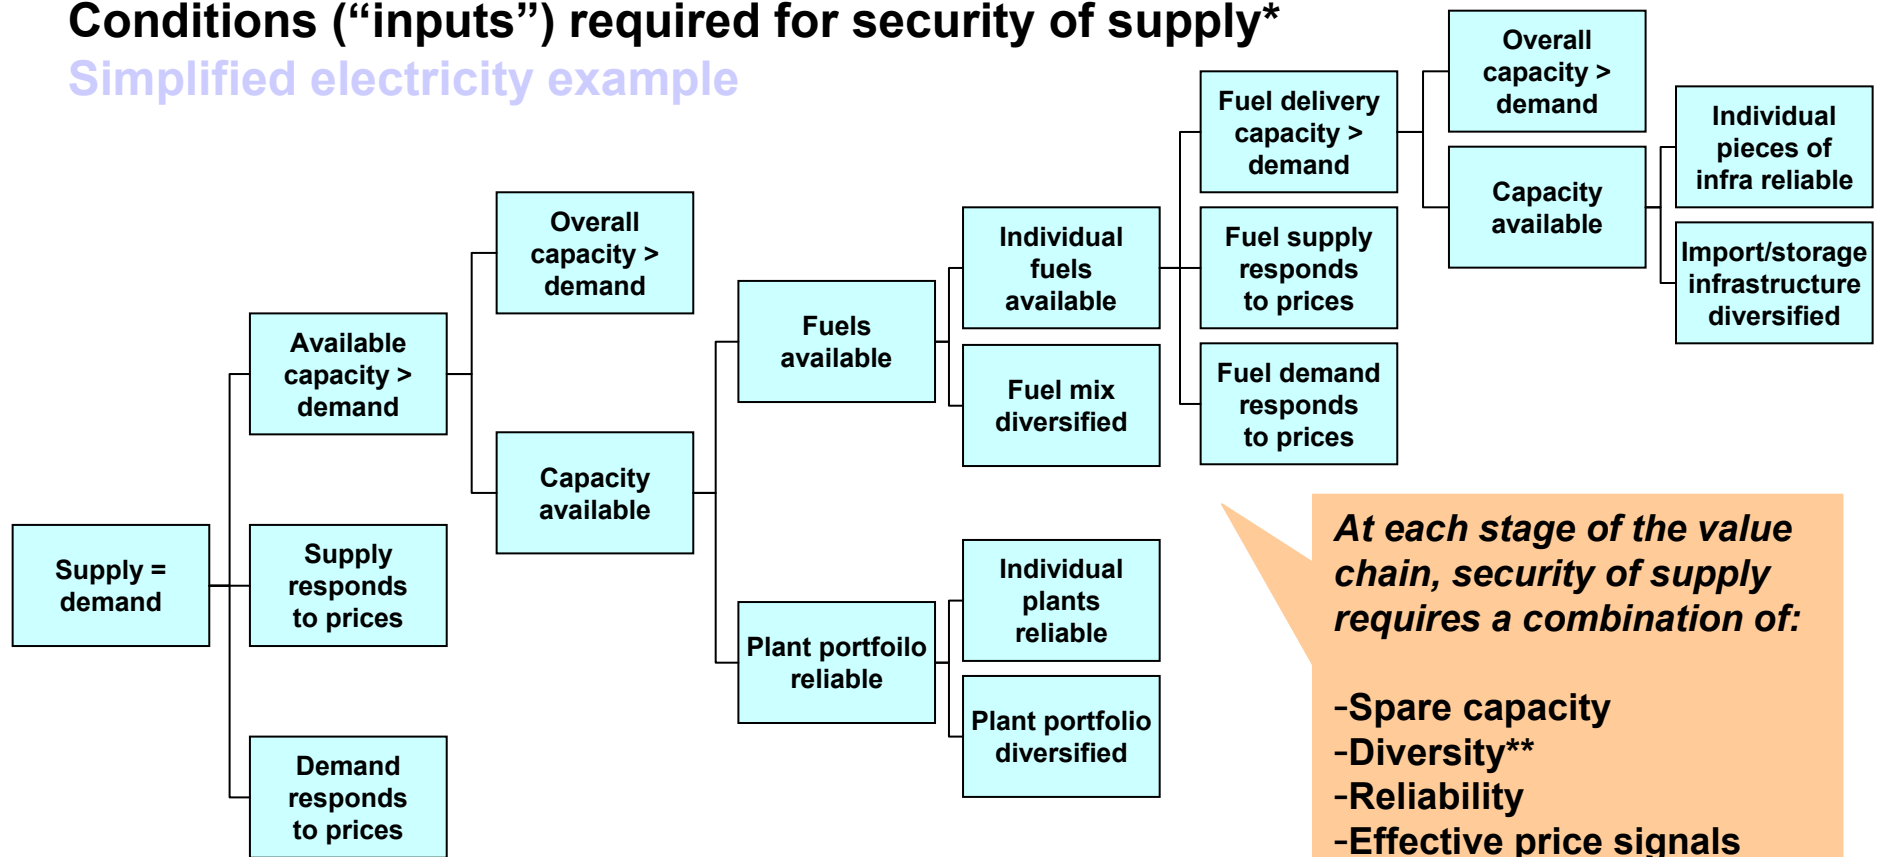 Conditions (“inputs”) required for security of supply*
Simplified electricity example
Supply =
demand
Available
capacity >
demand
Supply
responds
to prices
Demand
responds
to prices
Overall
capacity >
demand
Capacity
available
Fuels
available
Plant portfoilo
reliable
Individual
fuels
available
Fuel mix
diversified
Individual
plants
reliable
Plant portfolio
diversified
Fuel delivery
capacity >
demand
Fuel supply
responds
to prices
Fuel demand
responds
to prices
Overall
capacity >
demand
Capacity
available
Individual
pieces of
infra reliable
Import/storage
infrastructure
diversified
At each stage of the value
chain, security of supply
requires a combination of:
-Spare capacity
-Diversity**
-Reliability
-Effective price signals